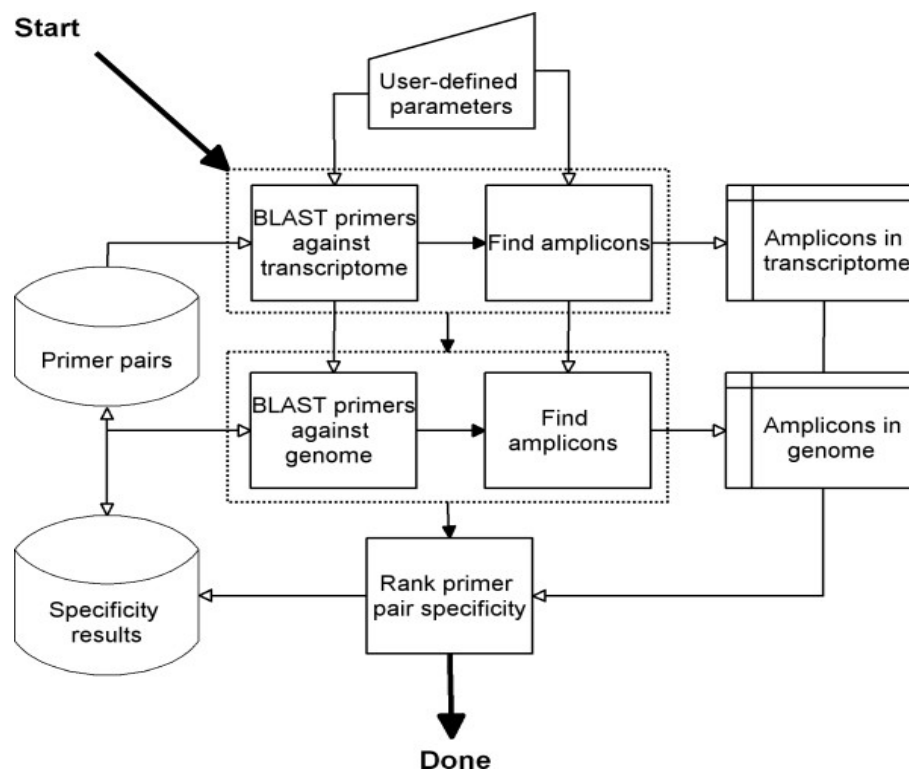 Start
User-defined
parameters
BLAST primers
against
transcriptome
Find amplicons
Amplicons in
transcriptome
Primer pairs
BLAST primers
against
genome
Find
amplicons
Amplicons in
genome
Specificity
results
Rank primer
pair specificity
Done